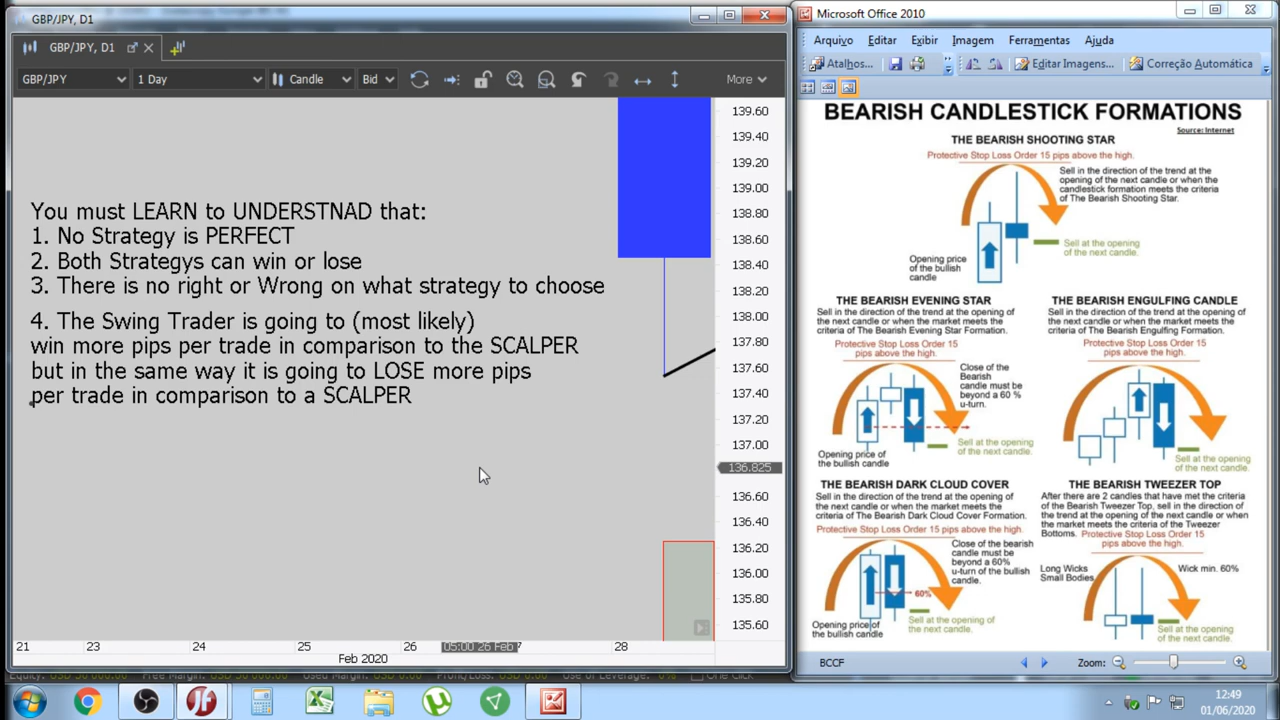 GBP/JPY, D1
GBP/JPY, D1
GBP/JPY
1 Day
Candle
Bid
More
You must LEARN to UNDERSTNAD that:
1. No Strategy is PERFECT
2. Both Strategys can win or lose
3. There is no right or Wrong on what strategy to choose
4. The Swing Trader is going to (most likely)
win more pips per trade in comparison to the SCALPER
but in the same way it is going to LOSE more pips
per trade in comparison to a SCALPER
139.60
139.40
139.20
139.00
138.80
138.60
138.40
138.20
138.00
137.80
137.60
137.40
137.20
137.00
136.825
136.60
136.40
136.20
136.00
135.80
135.60
21 23 24 25 26 05:00 26 Feb 7 28
Feb 2020
Microsoft Office 2010
Arquivo Editar Exibir Imagem Ferramentas Ajuda
Atalhos... Editar Imagens... Correção Automática
BEARISH CANDLESTICK FORMATIONS
Source: Internet
THE BEARISH SHOOTING STAR
Protective Stop Loss Order 15 pips above the high.
Sell in the direction of the trend at the
opening of the next candle or when the
candlestick formation meets the criteria
of The Bearish Shooting Star.
Sell at the opening
of the next candle.
Opening price
of the bullish
candle
THE BEARISH EVENING STAR
Sell in the direction of the trend at the opening of
the next candle or when the market meets the
criteria of The Bearish Evening Star Formation.
Protective Stop Loss Order 15
pips above the high.
Close of the
Bearish
candle must be
beyond a 60 %
u-turn.
Opening price of
the bullish candle
Sell at the opening
of the next candle.
THE BEARISH ENGULFING CANDLE
Sell in the direction of the trend at the opening of
the next candle or when the market meets the
criteria of The Bearish Engulfing Formation.
Protective Stop Loss Order 15
pips above the high.
Sell at the opening
of the next candle.
THE BEARISH DARK CLOUD COVER
Sell in the direction of the trend at the opening of
the next candle or when the market meets the
criteria of The Bearish Dark Cloud Cover Formation.
Protective Stop Loss Order 15 pips above the high.
Close of the bearish
candle must be
beyond a 60%
u-turn of the bullish
candle.
60%
Opening price of
the bullish candle
Sell at the opening of
the next candle.
THE BEARISH TWEEZER TOP
After there are 2 candles that have met the criteria
of the Bearish Tweezer Top, sell in the direction of
the trend at the opening of the next candle or when
the market meets the criteria of the Tweezer
Bottoms. Protective Stop Loss Order 15
pips above the high.
Long Wicks
Small Bodies
Wick min. 60%
Sell at the opening of
the next candle.
BCCF
Zoom:
One Click
12:49
01/06/2020